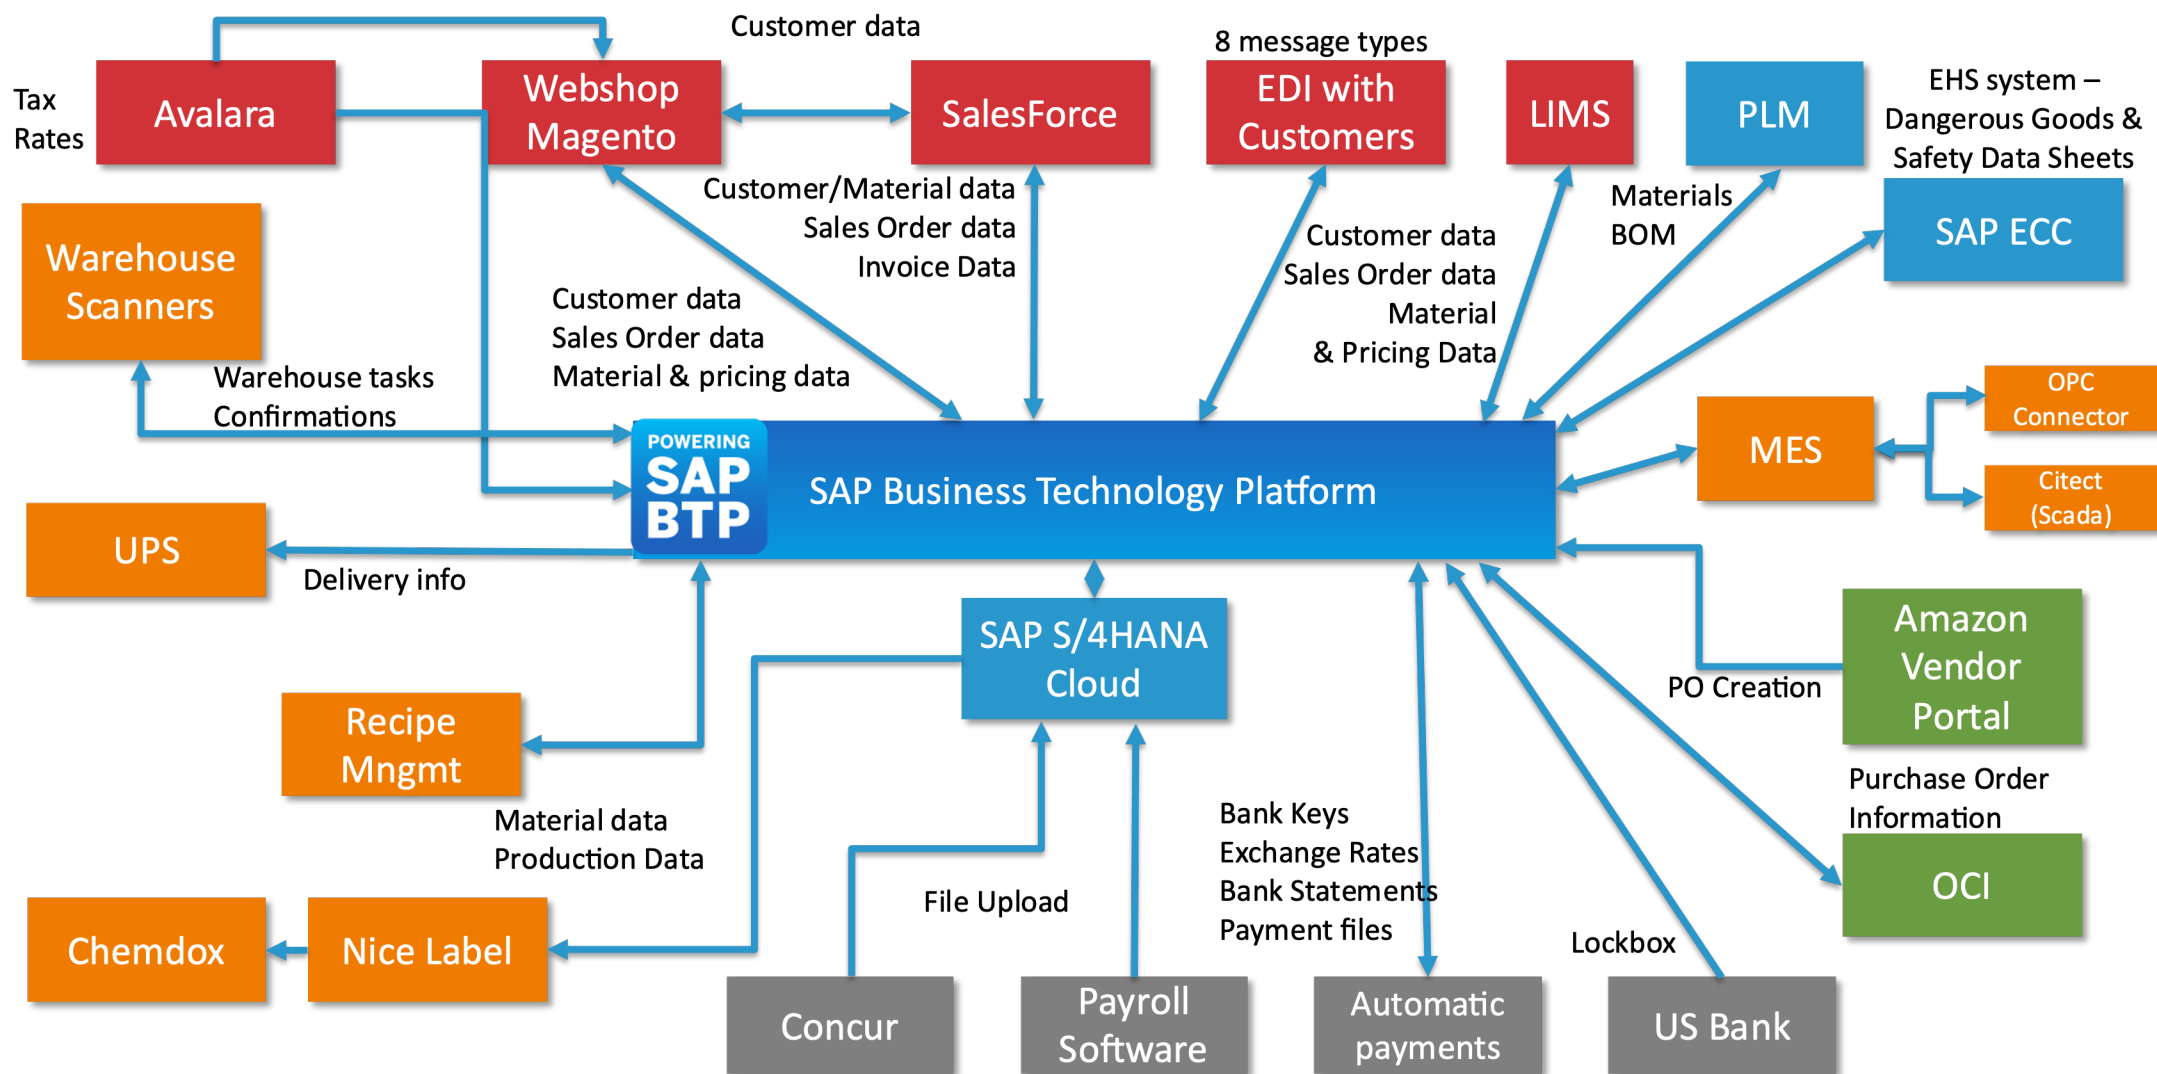 Customer data
8 message types
Tax
Rates
Avalara
Webshop
Magento
SalesForce
EDI with
Customers
LIMS
PLM
EHS system –
Dangerous Goods &
Safety Data Sheets
SAP ECC
Warehouse
Scanners
Customer/Material data
Sales Order data
Invoice Data
Materials
BOM
Customer data
Sales Order data
Material
& Pricing Data
Customer data
Sales Order data
Material & pricing data
Warehouse tasks
Confirmations
OPC
Connector
MES
Citect
(Scada)
POWERING
SAP
BTP
SAP Business Technology Platform
UPS
Delivery info
SAP S/4HANA
Cloud
Amazon
Vendor
Portal
PO Creation
Recipe
Mngmt
Material data
Production Data
Purchase Order
Information
OCI
Bank Keys
Exchange Rates
Bank Statements
Payment files
File Upload
Lockbox
Chemdox
Nice Label
Concur
Payroll
Software
Automatic
payments
US Bank